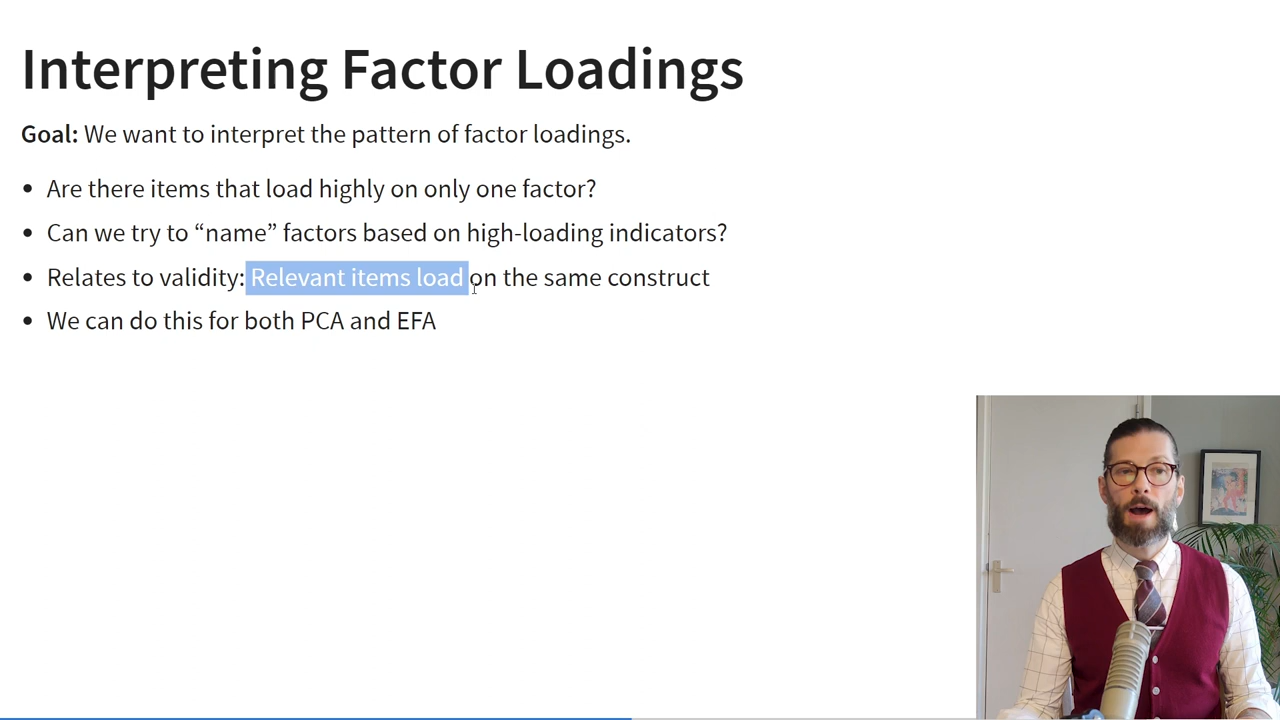 Interpreting Factor Loadings
Goal: We want to interpret the pattern of factor loadings.
• Are there items that load highly on only one factor?
• Can we try to “name” factors based on high-loading indicators?
• Relates to validity: Relevant items load on the same construct
• We can do this for both PCA and EFA